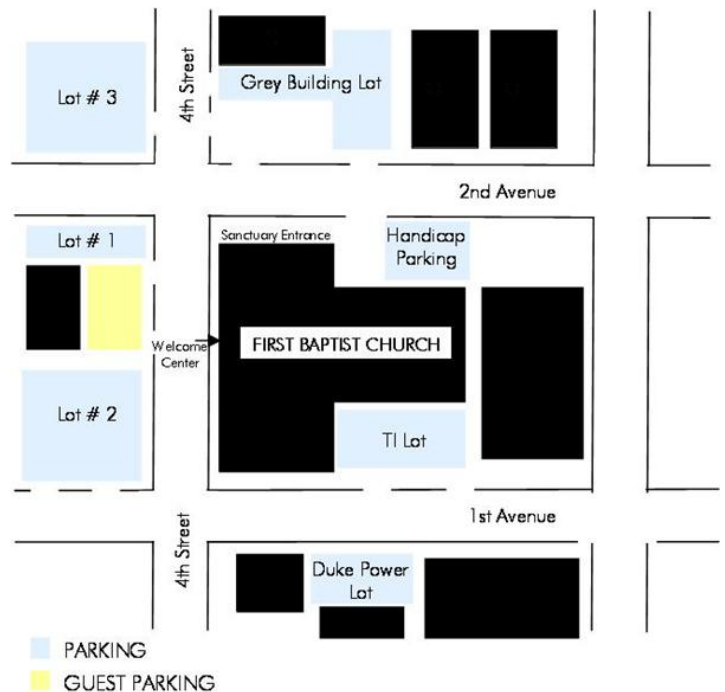 Lot # 3
4th Street
Grey Building Lot
2nd Avenue
Lot # 1
Sanctuary Entrance
Handicap
Parking
Welcome
Center
FIRST BAPTIST CHURCH
Lot # 2
TI Lot
1st Avenue
4th Street
Duke Power
Lot
PARKING
GUEST PARKING